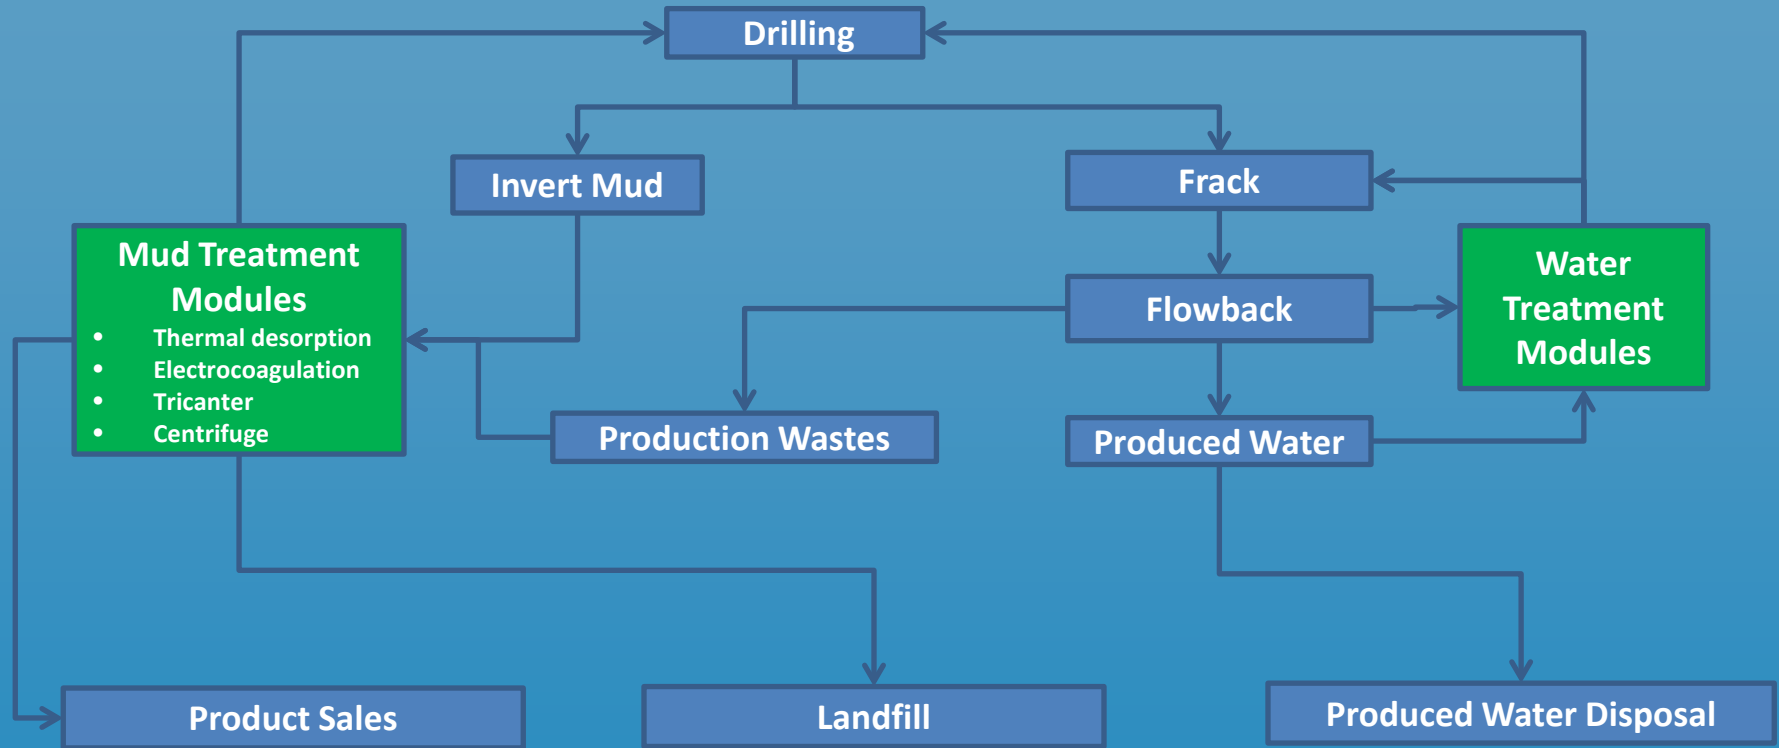 Drilling
Invert Mud
Frack
Mud Treatment
Modules
• Thermal desorption
• Electrocoagulation
• Tricanter
• Centrifuge
Flowback
Water
Treatment
Modules
Production Wastes
Produced Water
Product Sales
Landfill
Produced Water Disposal